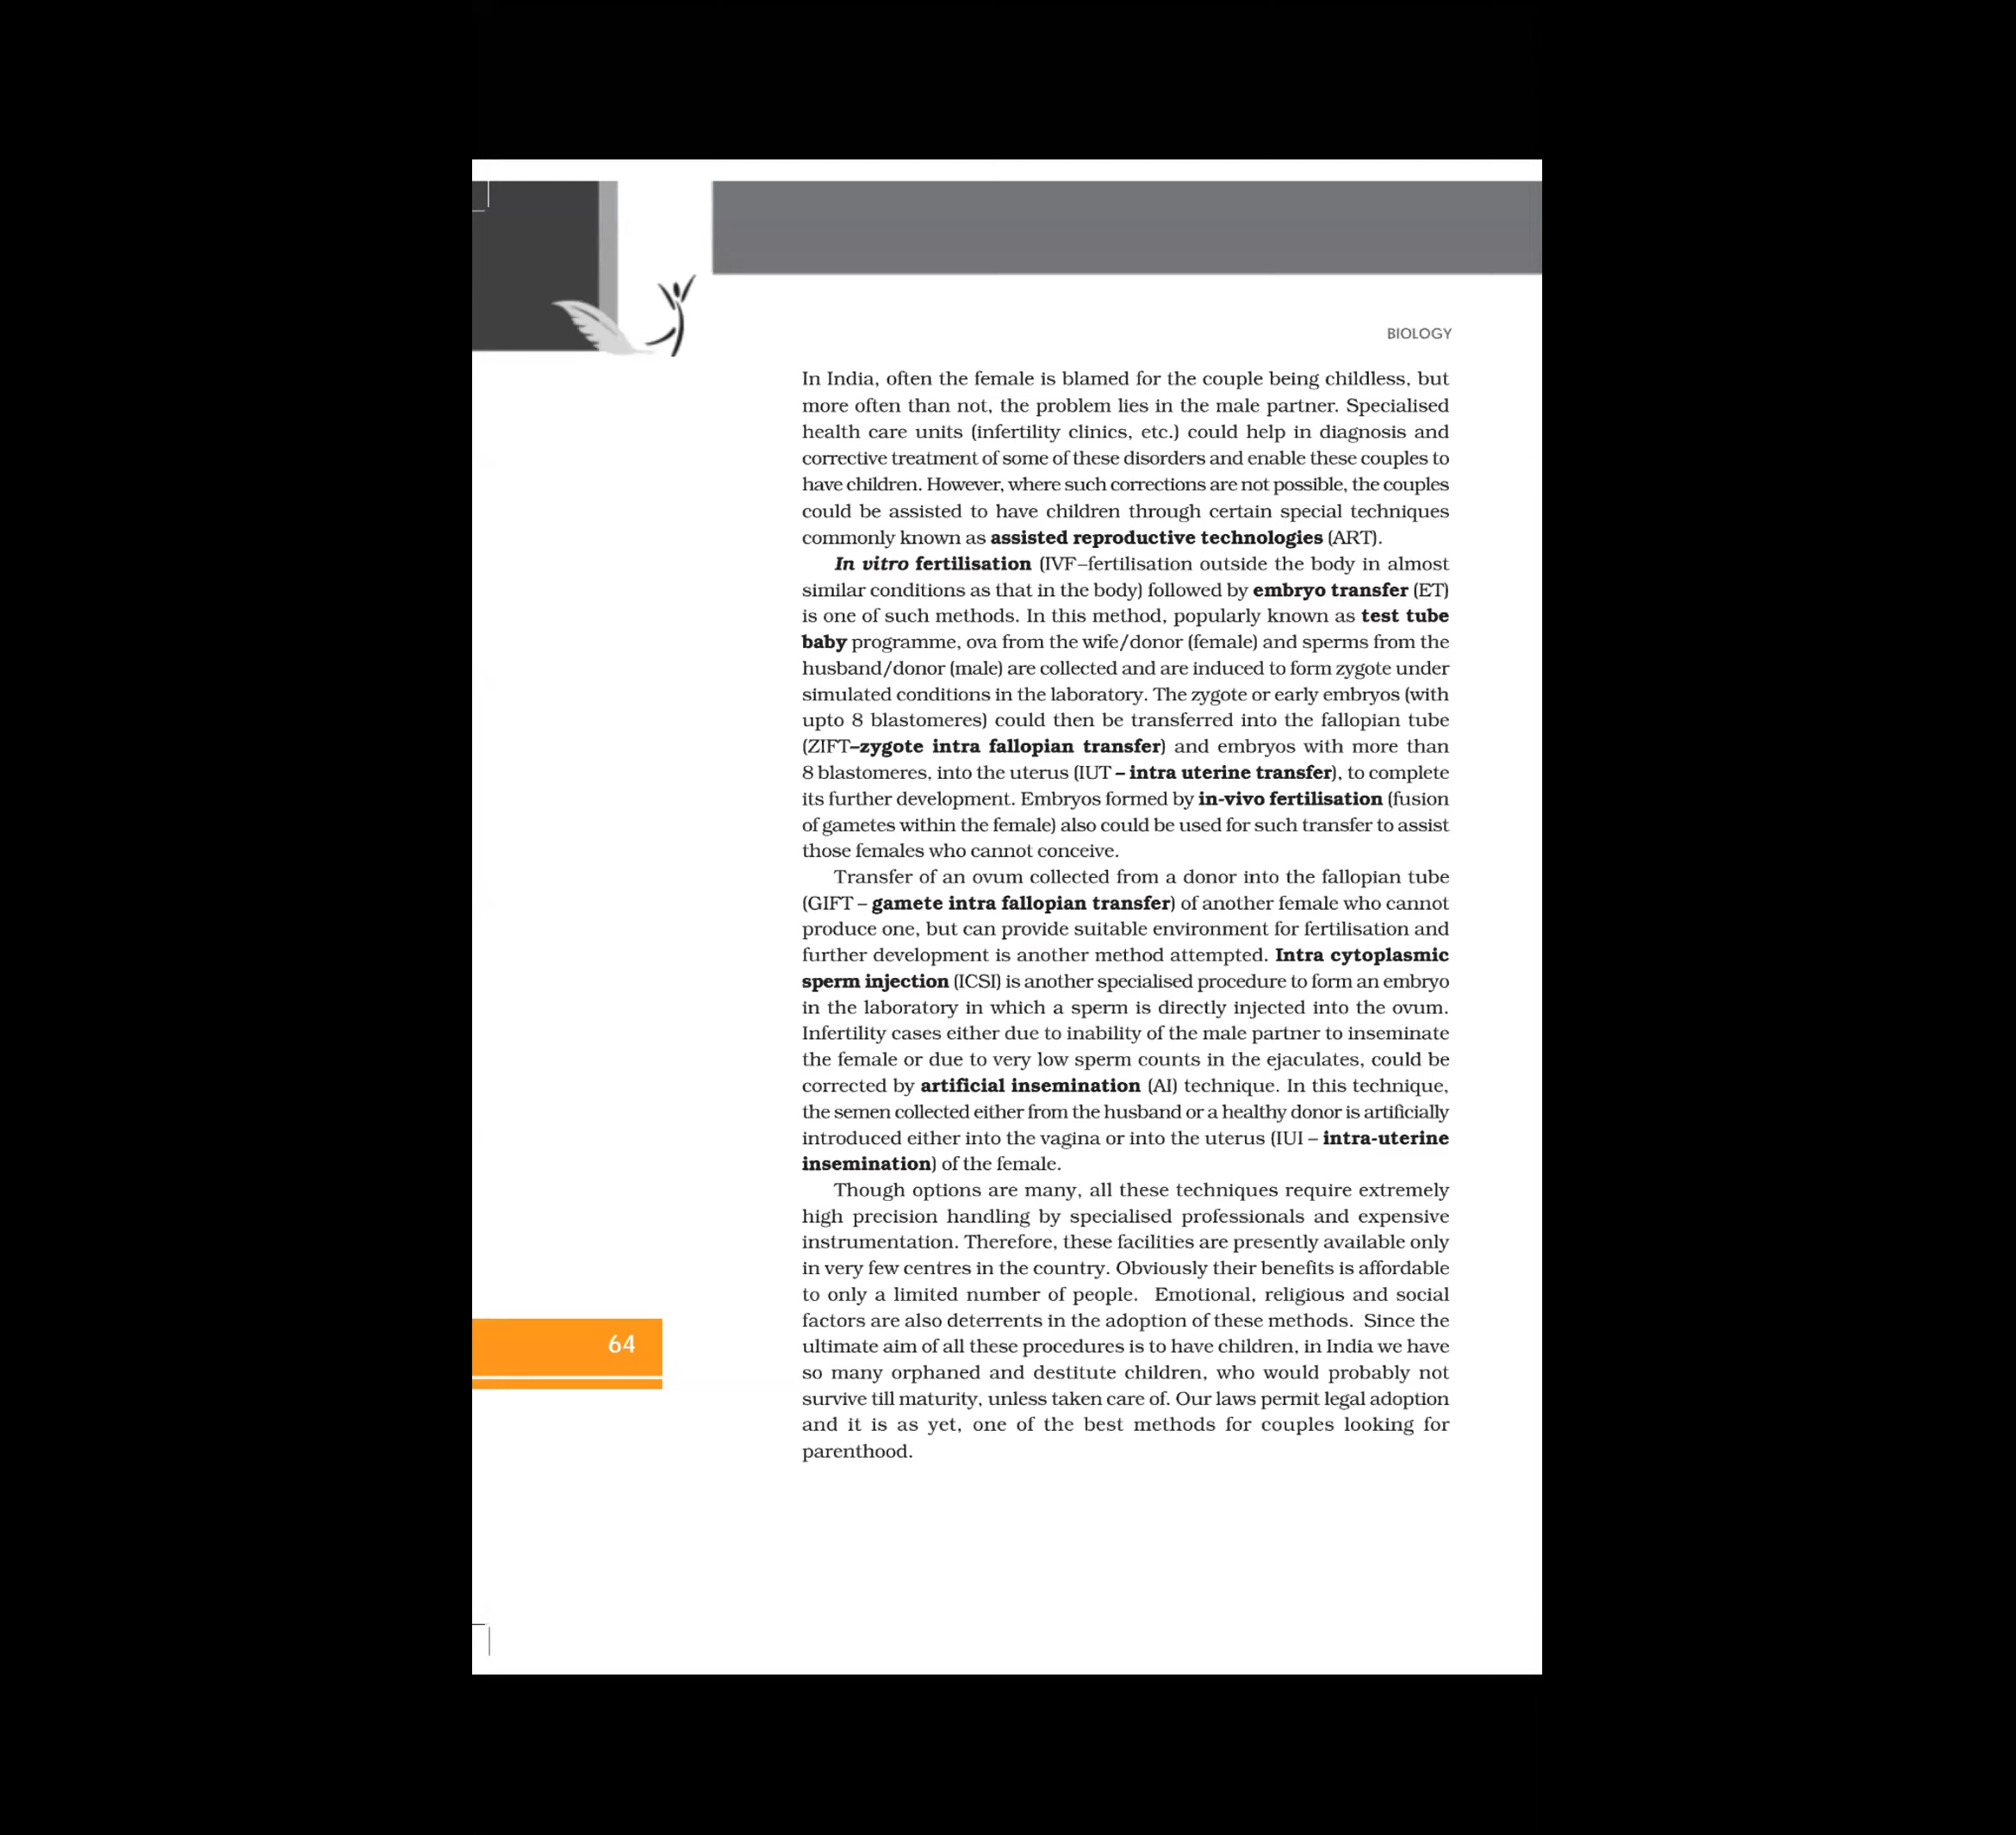 BIOLOGY
In India, often the female is blamed for the couple being childless, but
more often than not, the problem lies in the male partner. Specialised
health care units (infertility clinics, etc.) could help in diagnosis and
corrective treatment of some of these disorders and enable these couples to
have children. However, where such corrections are not possible, the couples
could be assisted to have children through certain special techniques
commonly known as assisted reproductive technologies (ART).
In vitro fertilisation (IVF–fertilisation outside the body in almost
similar conditions as that in the body) followed by embryo transfer (ET)
is one of such methods. In this method, popularly known as test tube
baby programme, ova from the wife/donor (female) and sperms from the
husband/donor (male) are collected and are induced to form zygote under
simulated conditions in the laboratory. The zygote or early embryos (with
upto 8 blastomeres) could then be transferred into the fallopian tube
(ZIFT–zygote intra fallopian transfer) and embryos with more than
8 blastomeres, into the uterus (IUT – intra uterine transfer), to complete
its further development. Embryos formed by in-vivo fertilisation (fusion
of gametes within the female) also could be used for such transfer to assist
those females who cannot conceive.
Transfer of an ovum collected from a donor into the fallopian tube
(GIFT – gamete intra fallopian transfer) of another female who cannot
produce one, but can provide suitable environment for fertilisation and
further development is another method attempted. Intra cytoplasmic
sperm injection (ICSI) is another specialised procedure to form an embryo
in the laboratory in which a sperm is directly injected into the ovum.
Infertility cases either due to inability of the male partner to inseminate
the female or due to very low sperm counts in the ejaculates, could be
corrected by artificial insemination (AI) technique. In this technique,
the semen collected either from the husband or a healthy donor is artificially
introduced either into the vagina or into the uterus (IUI – intra-uterine
insemination) of the female.
Though options are many, all these techniques require extremely
high precision handling by specialised professionals and expensive
instrumentation. Therefore, these facilities are presently available only
in very few centres in the country. Obviously their benefits is affordable
to only a limited number of people. Emotional, religious and social
factors are also deterrents in the adoption of these methods. Since the
ultimate aim of all these procedures is to have children, in India we have
so many orphaned and destitute children, who would probably not
survive till maturity, unless taken care of. Our laws permit legal adoption
and it is as yet, one of the best methods for couples looking for
parenthood.
64